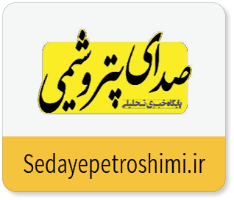 صدای پتروشیمی
پایگاه خبری تحلیلی
Sedayepetroshimi.ir